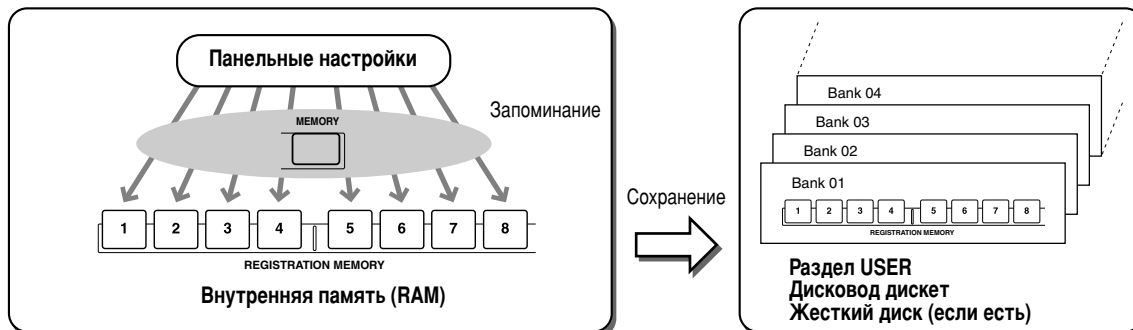 Панельные настройки
Запоминание
MEMORY
1 2 3 4 5 6 7 8
REGISTRATION MEMORY
Внутренняя память (RAM)
Сохранение
Bank 04
Bank 03
Bank 02
Bank 01
1 2 3 4 5 6 7 8
REGISTRATION MEMORY
Раздел USER
Дисковод дискет
Жесткий диск (если есть)